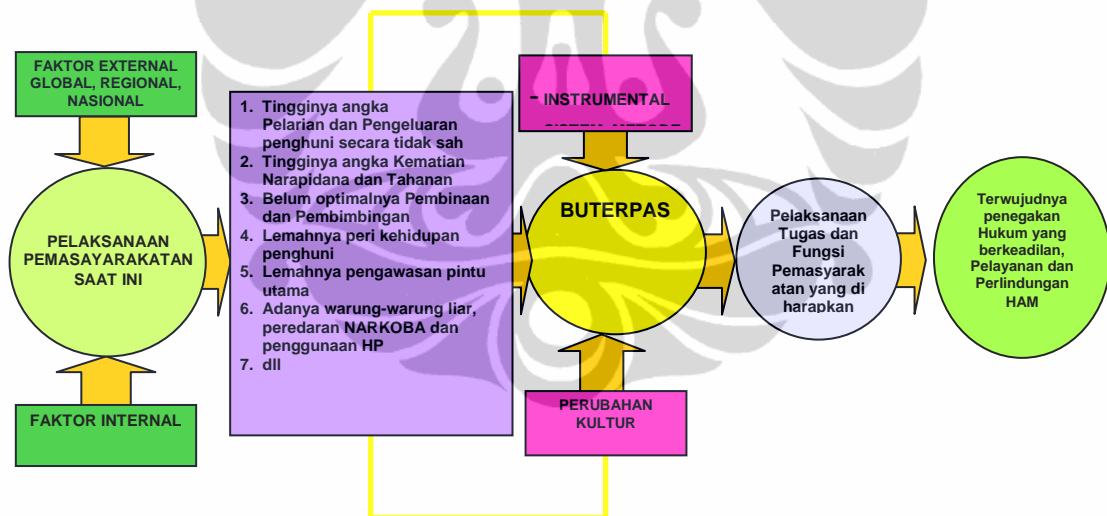 FAKTOR EXTERNAL
GLOBAL, REGIONAL,
NASIONAL
PELAKSANAAN
PEMASAYARAKATAN
SAAT INI
FAKTOR INTERNAL
1. Tingginya angka
Pelarian dan Pengeluaran
penghuni secara tidak sah
2. Tingginya angka Kematian
Narapidana dan Tahanan
3. Belum optimalnya Pembinaan
dan Pembimbingan
4. Lemahnya peri kehidupan
penghuni
5. Lemahnya pengawasan pintu
utama
6. Adanya warung-warung liar,
peredaran NARKOBA dan
penggunaan HP
7. dll
- INSTRUMENTAL
BUTERPAS
PERUBAHAN
KULTUR
Pelaksanaan
Tugas dan
Fungsi
Pemasyarak
atan yang di
harapkan
Terwujudnya
penegakan
Hukum yang
berkeadilan,
Pelayanan dan
Perlindungan
HAM